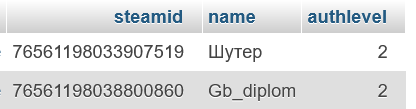 steamid name authlevel
76561198033907519 Шутер 2
76561198038800860 Gb_diplom 2